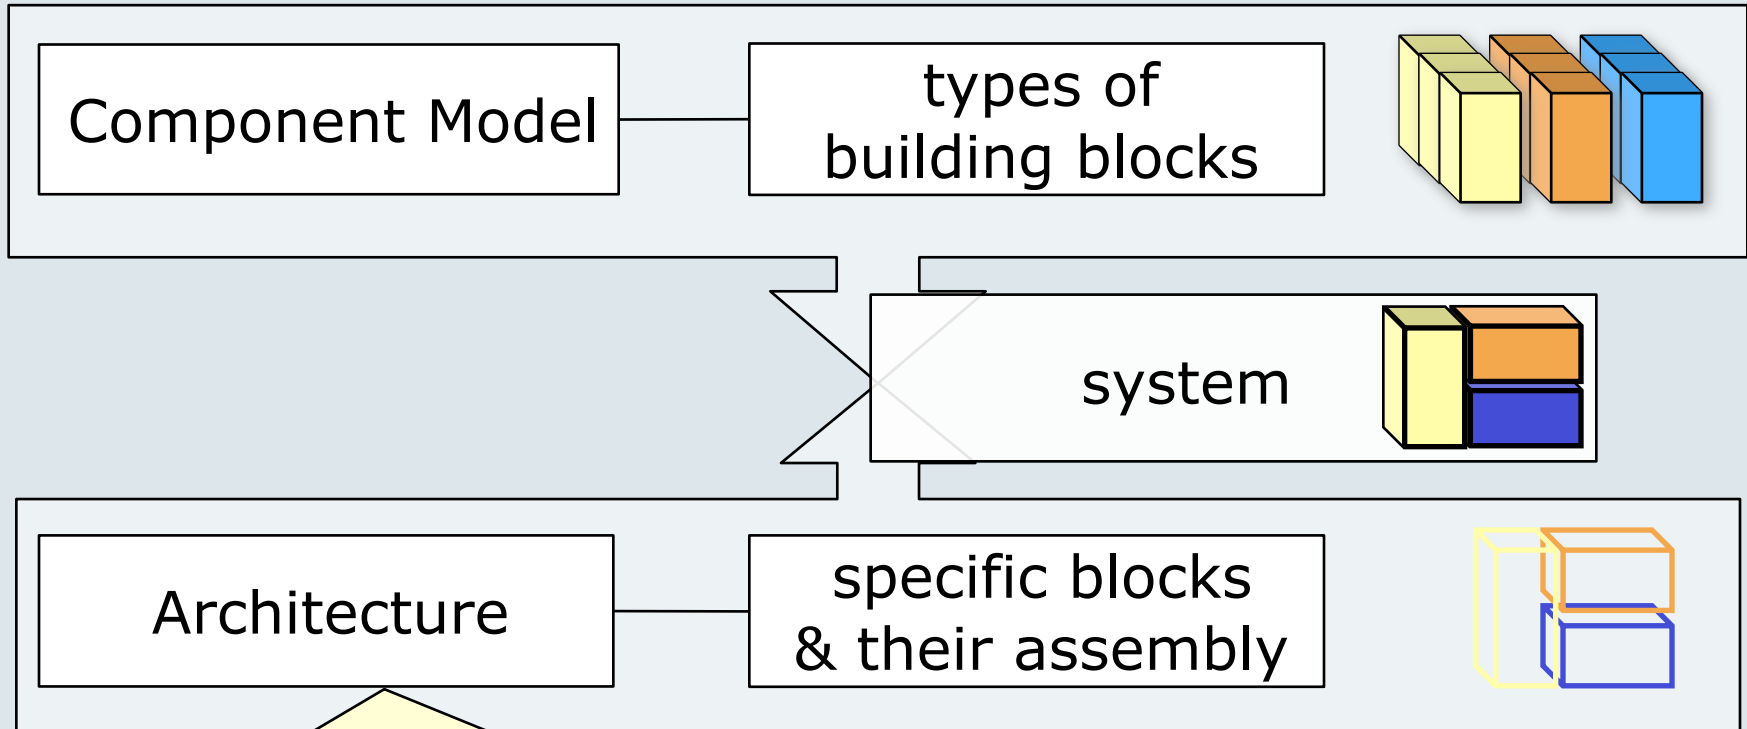 Component Model
types of
building blocks
system
Architecture
specific blocks
& their assembly